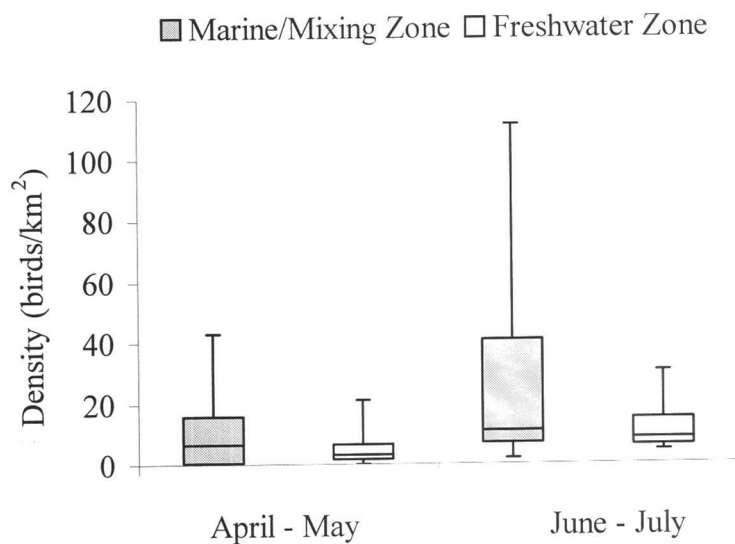 Marine/Mixing Zone Freshwater Zone
Density (birds/km²)
120
100
80
60
40
20
0
April - May June - July